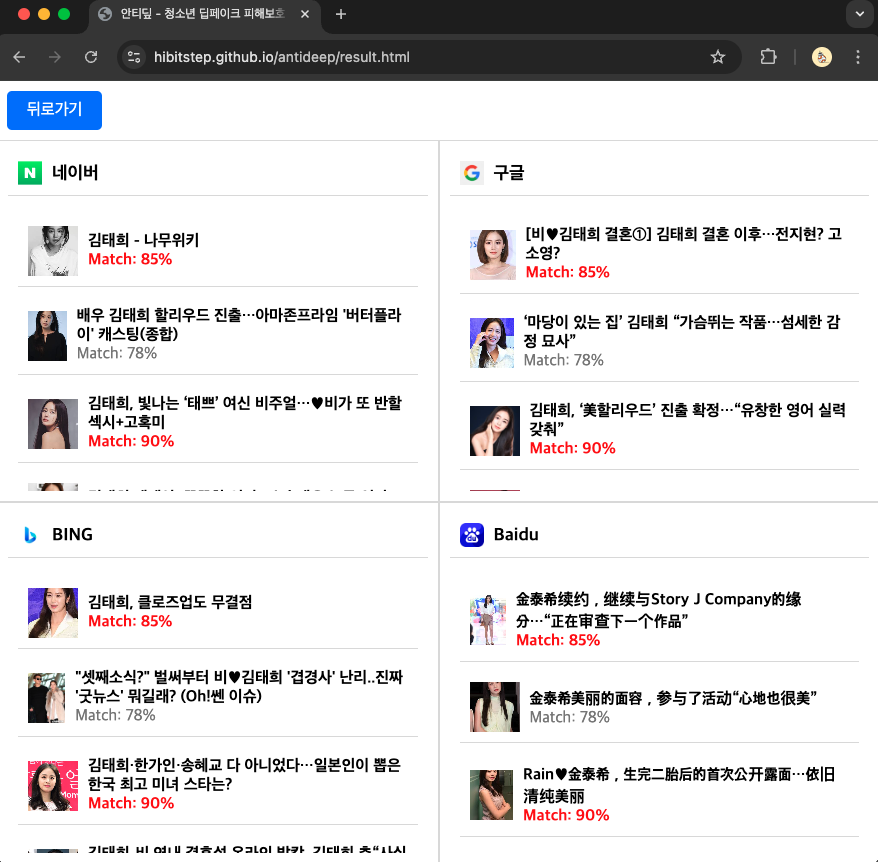 안티딮 - 청소년 딥페이크 피해보호
hibitstep.github.io/antideep/result.html
뒤로가기
N 네이버
김태희 - 나무위키
Match: 85%
배우 김태희 할리우드 진출…아마존프라임 '버터플라
이' 캐스팅(종합)
Match: 78%
김태희, 빛나는 ‘태쁘’ 여신 비주얼…♥비가 또 반할
섹시+고혹미
Match: 90%
구글
[비♥김태희 결혼①] 김태희 결혼 이후…전지현? 고
소영?
Match: 85%
‘마당이 있는 집’ 김태희 “가슴뛰는 작품…섬세한 감
정 묘사”
Match: 78%
김태희, ‘美할리우드’ 진출 확정…“유창한 영어 실력
갖춰”
Match: 90%
BING
김태희, 클로즈업도 무결점
Match: 85%
"셋째소식?" 벌써부터 비♥김태희 '겹경사' 난리..진짜
'굿뉴스' 뭐길래? (Oh!쎈 이슈)
Match: 78%
김태희·한가인·송혜교 다 아니었다…일본인이 뽑은
한국 최고 미녀 스타는?
Match: 90%
Baidu
金泰希续约，继续与Story J Company的缘
分…“正在审查下一个作品”
Match: 85%
金泰希美丽的面容，参与了活动“心地也很美”
Match: 78%
Rain♥金泰希，生完二胎后的首次公开露面…依旧
清纯美丽
Match: 90%